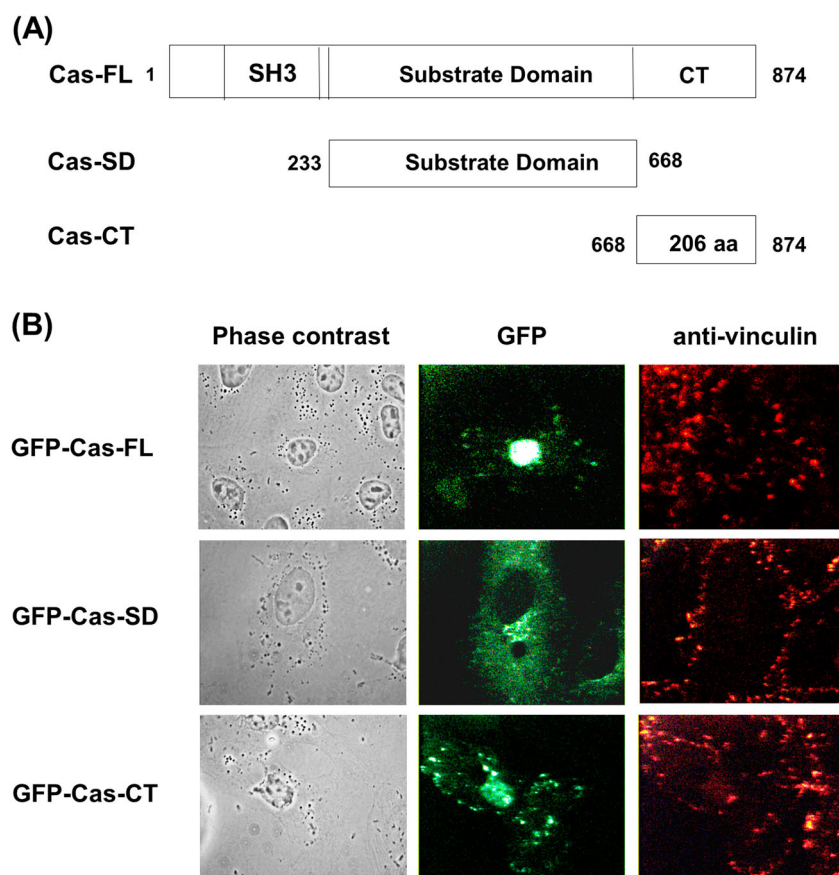 (A)
Cas-FL 1 SH3 Substrate Domain CT 874
Cas-SD 233 Substrate Domain 668
Cas-CT 668 206 aa 874
(B)
Phase contrast GFP anti-vinculin
GFP-Cas-FL
GFP-Cas-SD
GFP-Cas-CT